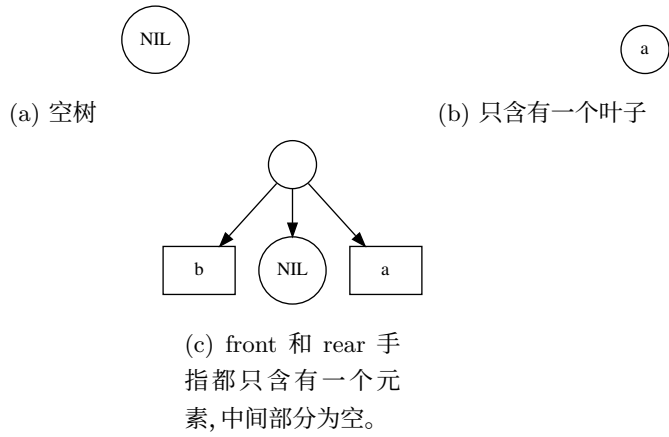 NIL
a
(a) 空树
(b) 只含有一个叶子
b
NIL
a
(c) front 和 rear 手
指都只含有一个元
素, 中间部分为空。